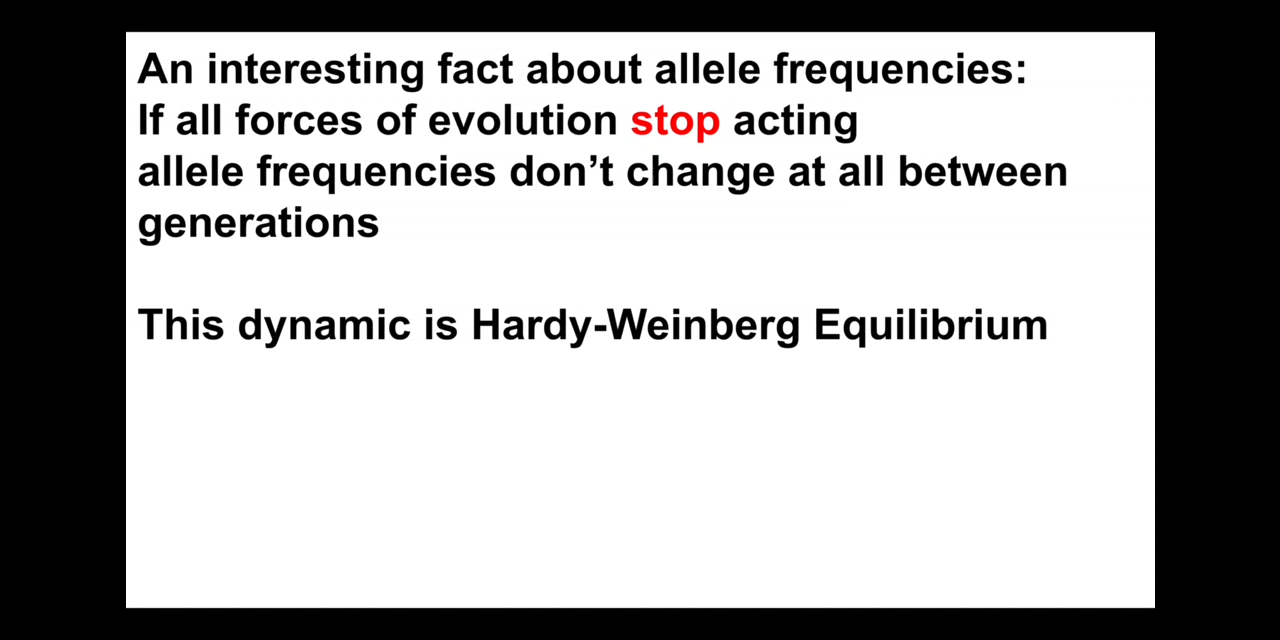 An interesting fact about allele frequencies:
If all forces of evolution stop acting
allele frequencies don’t change at all between
generations
This dynamic is Hardy-Weinberg Equilibrium